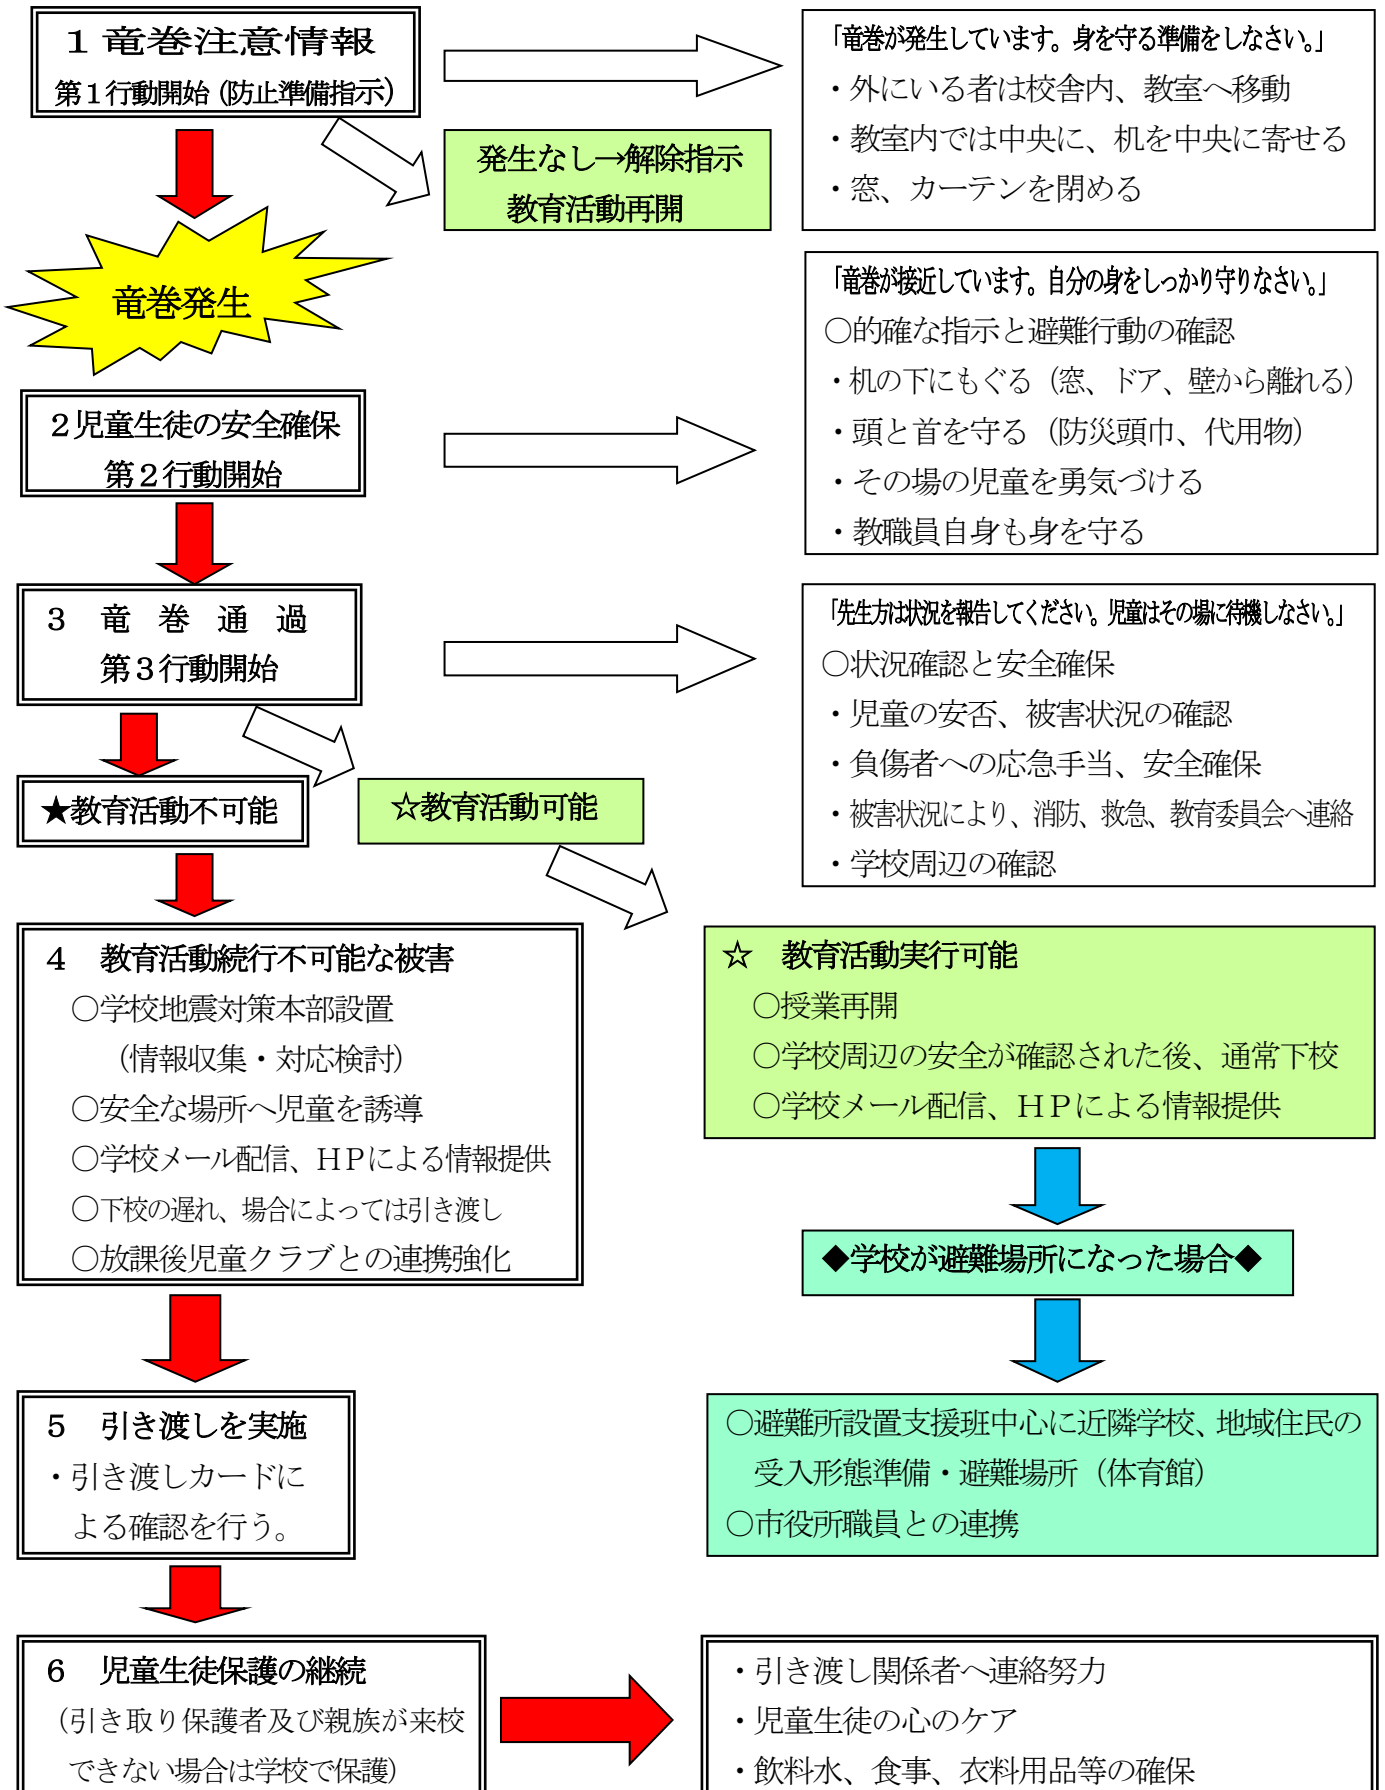 １竜巻注意情報
第１行動開始（防止準備指示）
「竜巻が発生しています。身を守る準備をしなさい。」
・外にいる者は校舎内、教室へ移動
・教室内では中央に、机を中央に寄せる
・窓、カーテンを閉める
発生なし→解除指示
教育活動再開
竜巻発生
「竜巻が接近しています。自分の身をしっかり守りなさい。」
○的確な指示と避難行動の確認
・机の下にもぐる（窓、ドア、壁から離れる）
・頭と首を守る（防災頭巾、代用物）
・その場の児童を勇気づける
・教職員自身も身を守る
２児童生徒の安全確保
第２行動開始
３　竜　巻　通　過
第３行動開始
「先生方は状況を報告してください。児童はその場に待機しなさい。」
○状況確認と安全確保
・児童の安否、被害状況の確認
・負傷者への応急手当、安全確保
・被害状況により、消防、救急、教育委員会へ連絡
・学校周辺の確認
★教育活動不可能
☆教育活動可能
４　教育活動続行不可能な被害
○学校地震対策本部設置
（情報収集・対応検討）
○安全な場所へ児童を誘導
○学校メール配信、ＨＰによる情報提供
○下校の遅れ、場合によっては引き渡し
○放課後児童クラブとの連携強化
☆　教育活動実行可能
○授業再開
○学校周辺の安全が確認された後、通常下校
○学校メール配信、ＨＰによる情報提供
◆学校が避難場所になった場合◆
５　引き渡しを実施
・引き渡しカードに
よる確認を行う。
○避難所設置支援班中心に近隣学校、地域住民の
受入形態準備・避難場所（体育館）
○市役所職員との連携
６　児童生徒保護の継続
（引き取り保護者及び親族が来校
できない場合は学校で保護）
・引き渡し関係者へ連絡努力
・児童生徒の心のケア
・飲料水、食事、衣料用品等の確保